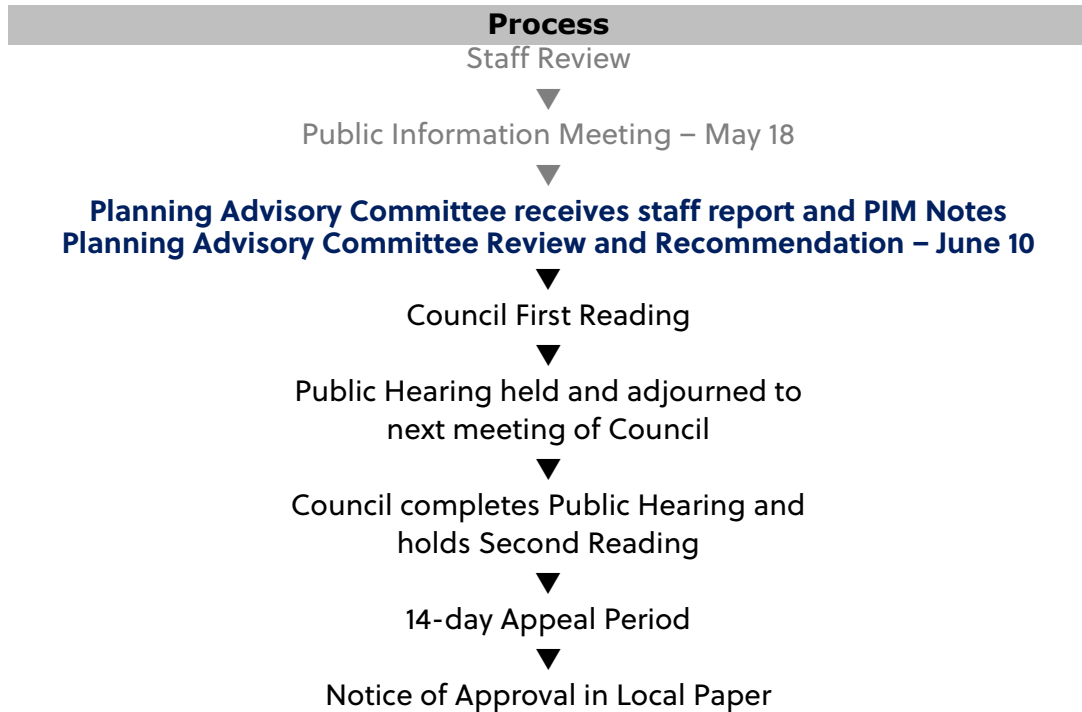 Process
Staff Review
Public Information Meeting – May 18
Planning Advisory Committee receives staff report and PIM Notes
Planning Advisory Committee Review and Recommendation – June 10
Council First Reading
Public Hearing held and adjourned to
next meeting of Council
Council completes Public Hearing and
holds Second Reading
14-day Appeal Period
Notice of Approval in Local Paper